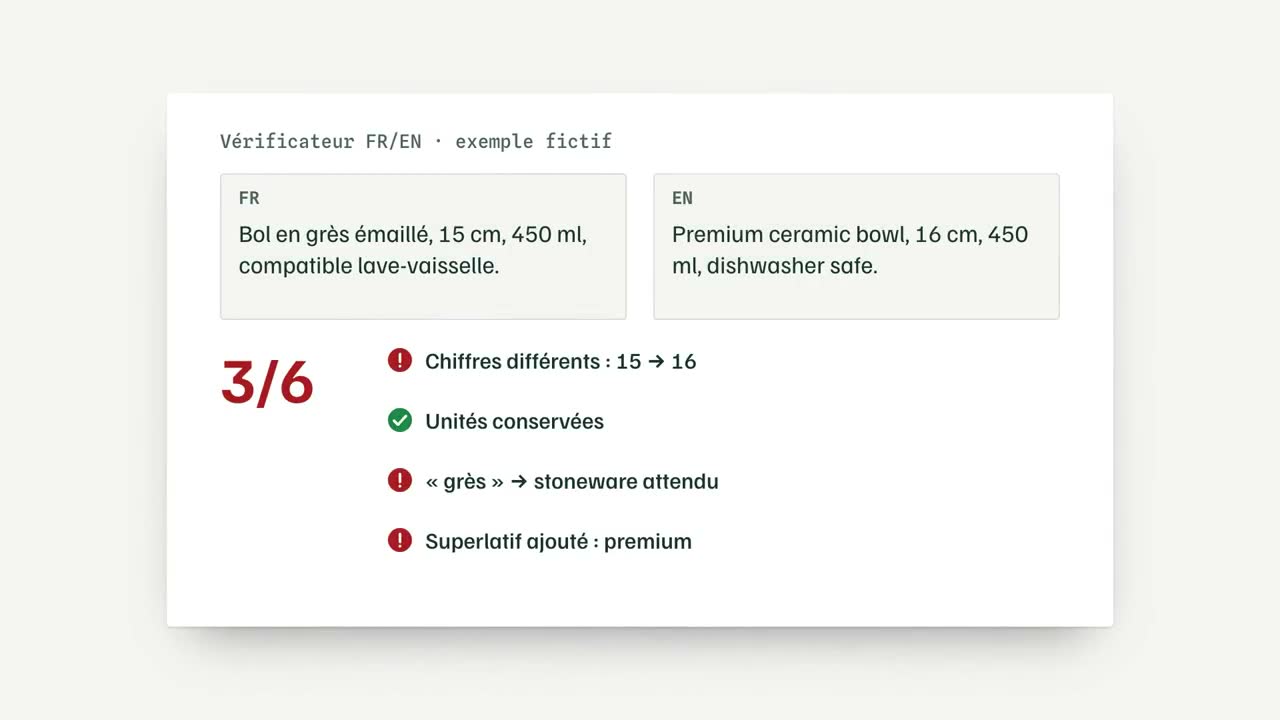 Vérificateur FR/EN · exemple fictif
FR
Bol en grès émaillé, 15 cm, 450 ml,
compatible lave-vaisselle.
EN
Premium ceramic bowl, 16 cm, 450
ml, dishwasher safe.
3/6
Chiffres différents : 15 → 16
Unités conservées
« grès » → stoneware attendu
Superlatif ajouté : premium